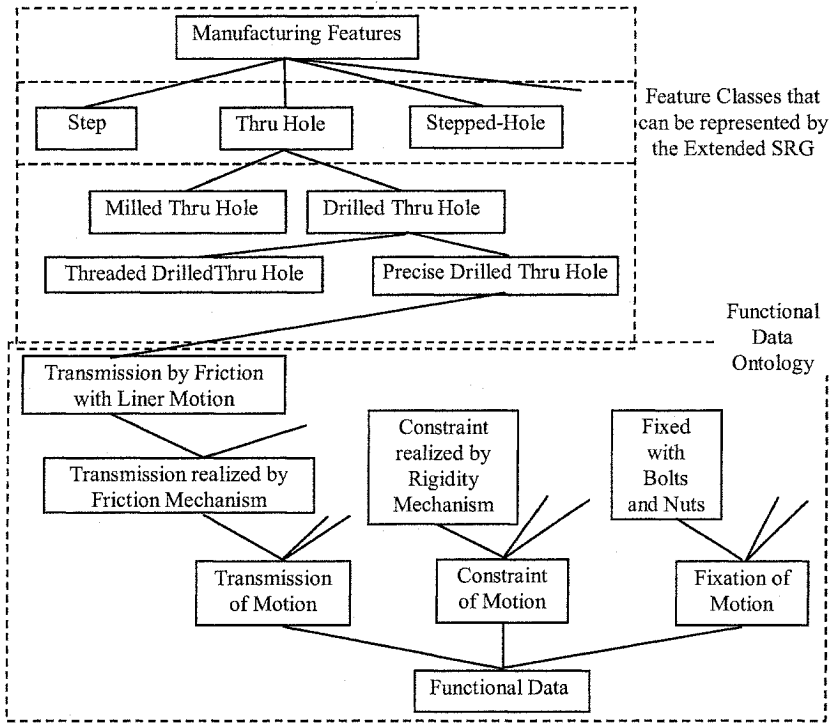 Manufacturing Features
Step
Thru Hole
Stepped-Hole
Feature Classes that
can be represented by
the Extended SRG
Milled Thru Hole
Drilled Thru Hole
Threaded DrilledThru Hole
Precise Drilled Thru Hole
Functional
Data
Ontology
Transmission by Friction
with Liner Motion
Transmission realized by
Friction Mechanism
Constraint
realized by
Rigidity
Mechanism
Fixed
with
Bolts
and Nuts
Transmission
of Motion
Constraint
of Motion
Fixation of
Motion
Functional Data